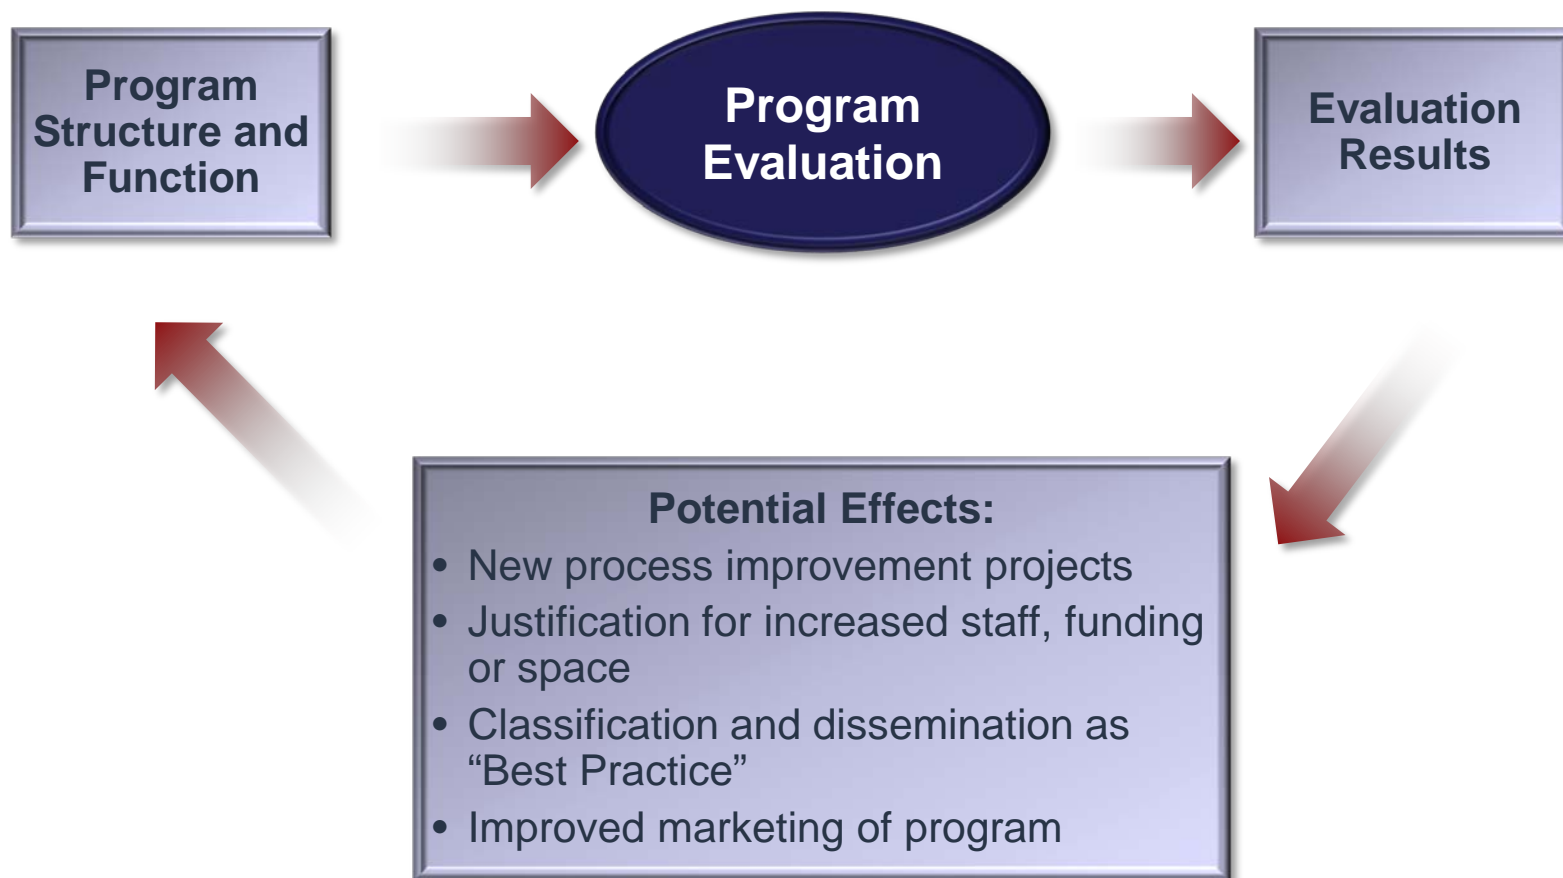 Program
Structure and
Function
Program
Evaluation
Evaluation
Results
Potential Effects:
• New process improvement projects
• Justification for increased staff, funding
or space
• Classification and dissemination as
“Best Practice”
• Improved marketing of program